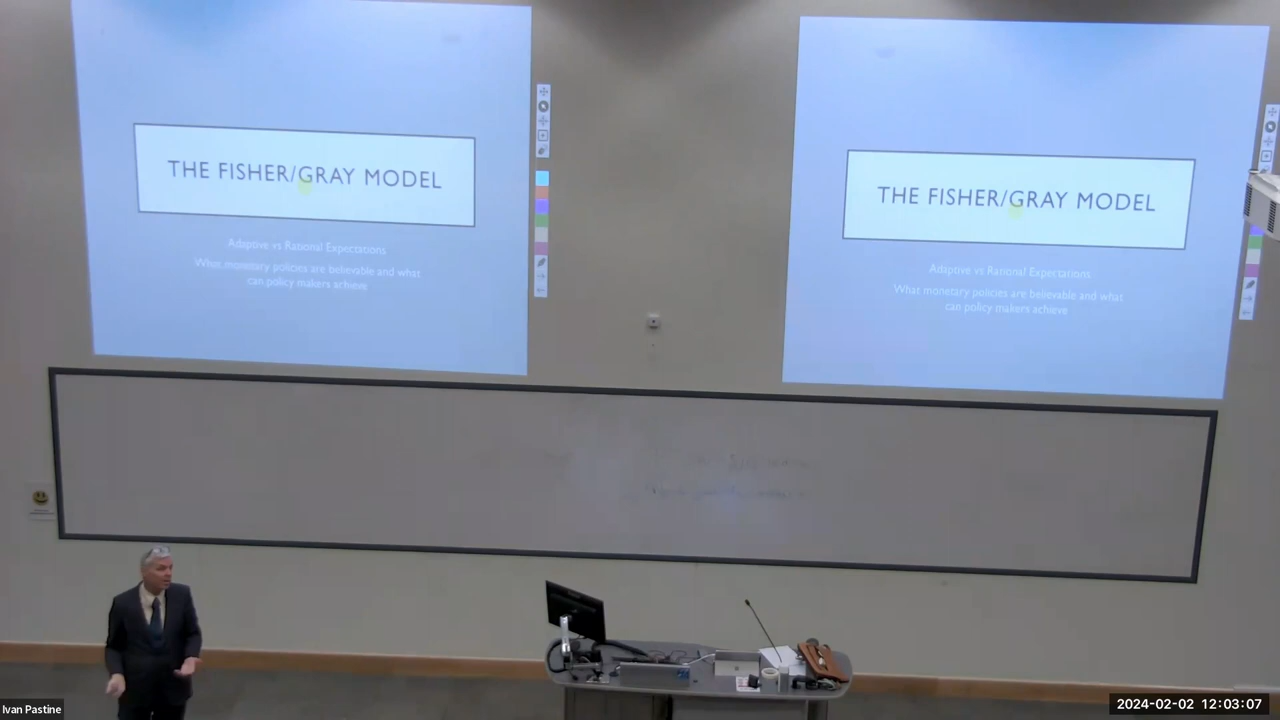 THE FISHER/GRAY MODEL
Adaptive vs Rational Expectations
What monetary policies are believable and what
can policy makers achieve
THE FISHER/GRAY MODEL
Adaptive vs Rational Expectations
What monetary policies are believable and what
can policy makers achieve
Ivan Pastine
2024-02-02 12:03:07